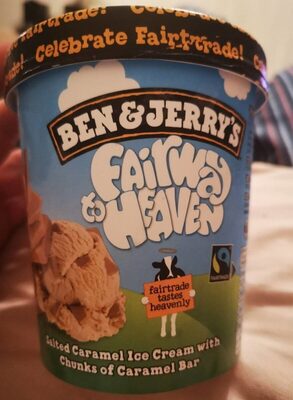 Celebrate Fairtrade!
BEN & JERRY'S
FAIRWAY
to
HEAVEN
fairtrade
tastes
heavenly
FAIRTRADE
Salted Caramel Ice Cream with
Chunks of Caramel Bar